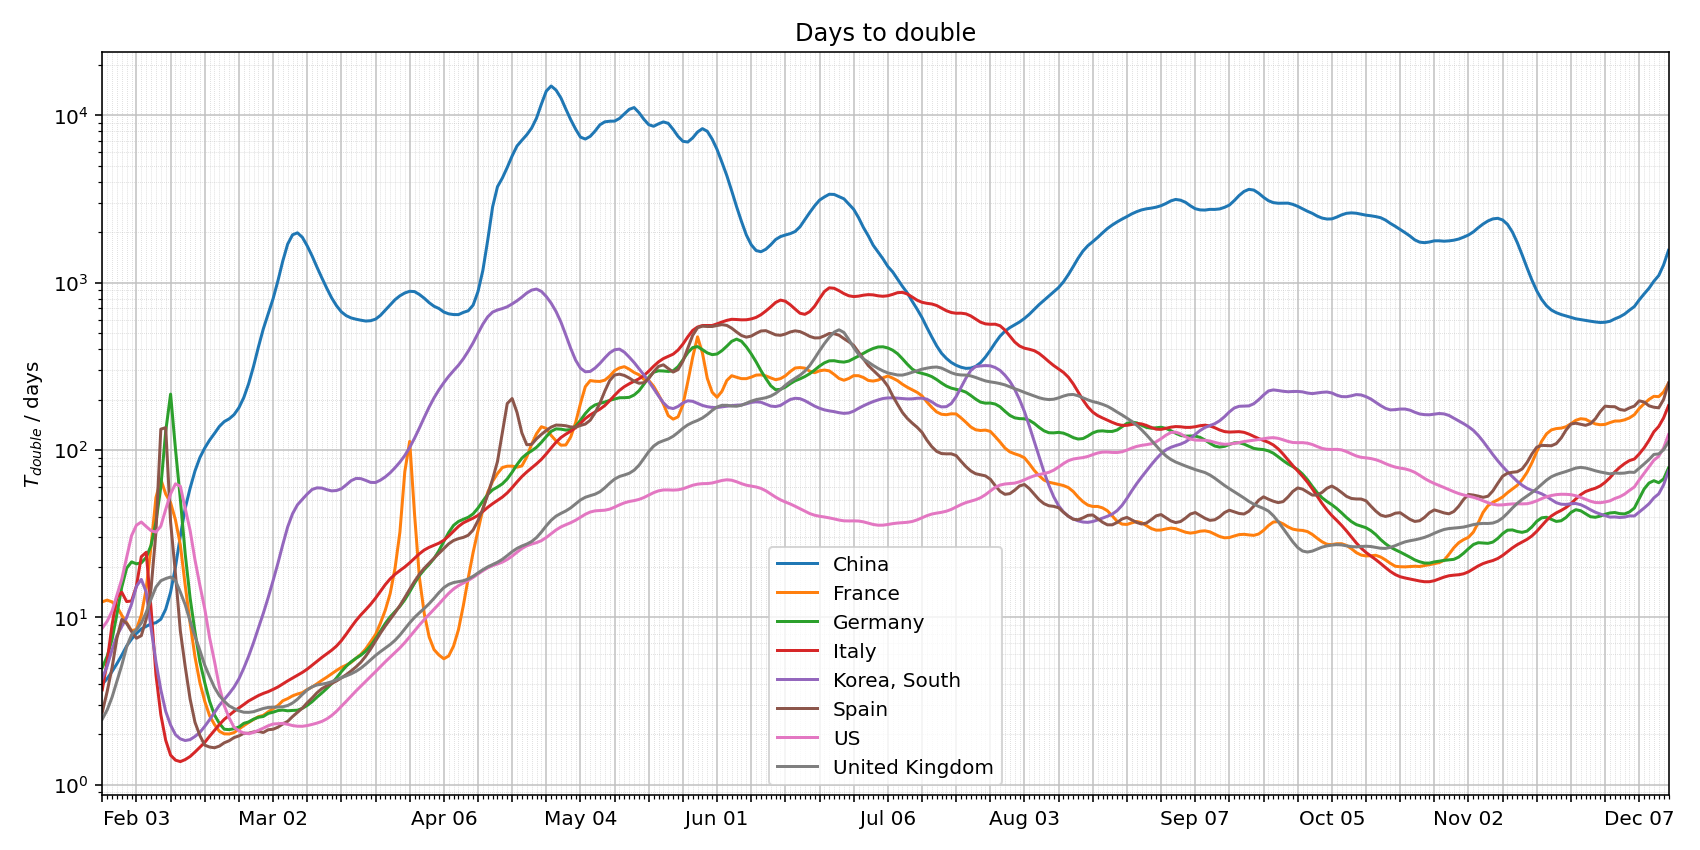 Days to double
T_double / days
10⁴
10³
10²
10¹
10⁰
China
France
Germany
Italy
Korea, South
Spain
US
United Kingdom
Feb 03 Mar 02 Apr 06 May 04 Jun 01 Jul 06 Aug 03 Sep 07 Oct 05 Nov 02 Dec 07